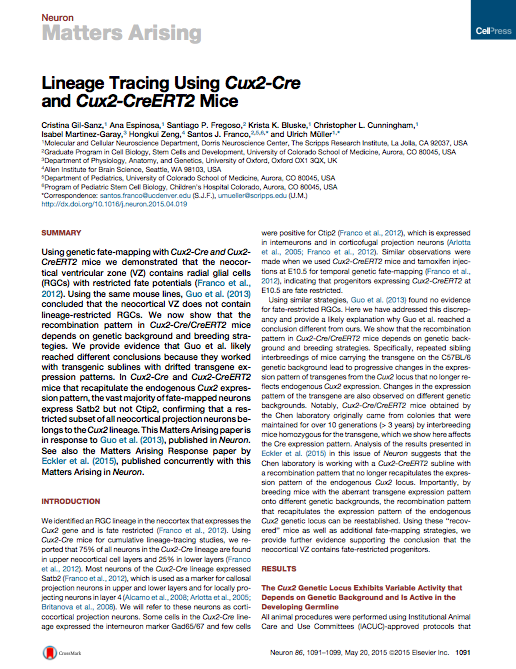 Neuron
Matters Arising
CellPress
Lineage Tracing Using Cux2-Cre
and Cux2-CreERT2 Mice
Cristina Gil-Sanz,1 Ana Espinosa,1 Santiago P. Fregoso,2 Krista K. Bluske,1 Christopher L. Cunningham,1
Isabel Martinez-Garay,3 Hongkui Zeng,4 Santos J. Franco,2,5,6,* and Ulrich Müller1,*
1Molecular and Cellular Neuroscience Department, Dorris Neuroscience Center, The Scripps Research Institute, La Jolla, CA 92037, USA
2Graduate Program in Cell Biology, Stem Cells and Development, University of Colorado School of Medicine, Aurora, CO 80045, USA
3Department of Physiology, Anatomy, and Genetics, University of Oxford, Oxford OX1 3QX, UK
4Allen Institute for Brain Science, Seattle, WA 98103, USA
5Department of Pediatrics, University of Colorado School of Medicine, Aurora, CO 80045, USA
6Program of Pediatric Stem Cell Biology, Children's Hospital Colorado, Aurora, CO 80045, USA
*Correspondence: santos.franco@ucdenver.edu (S.J.F.), umueller@scripps.edu (U.M.)
http://dx.doi.org/10.1016/j.neuron.2015.04.019
SUMMARY
Using genetic fate-mapping with Cux2-Cre and Cux2-
CreERT2 mice we demonstrated that the neocor-
tical ventricular zone (VZ) contains radial glial cells
(RGCs) with restricted fate potentials (Franco et al.,
2012). Using the same mouse lines, Guo et al. (2013)
concluded that the neocortical VZ does not contain
lineage-restricted RGCs. We now show that the
recombination pattern in Cux2-Cre/CreERT2 mice
depends on genetic background and breeding stra-
tegies. We provide evidence that Guo et al. likely
reached different conclusions because they worked
with transgenic sublines with drifted transgene ex-
pression patterns. In Cux2-Cre and Cux2-CreERT2
mice that recapitulate the endogenous Cux2 expres-
sion pattern, the vast majority of fate-mapped neurons
express Satb2 but not Ctip2, confirming that a re-
stricted subset of all neocortical projection neurons be-
longs to the Cux2 lineage. This Matters Arising paper is
in response to Guo et al. (2013), published in Neuron.
See also the Matters Arising Response paper by
Eckler et al. (2015), published concurrently with this
Matters Arising in Neuron.
INTRODUCTION
We identified an RGC lineage in the neocortex that expresses the
Cux2 gene and is fate restricted (Franco et al., 2012). Using
Cux2-Cre mice for cumulative lineage-tracing studies, we re-
ported that 75% of all neurons in the Cux2-Cre lineage are found
in upper neocortical cell layers and 25% in lower layers (Franco
et al., 2012). Most neurons of the Cux2-Cre lineage expressed
Satb2 (Franco et al., 2012), which is used as a marker for callosal
projection neurons in upper and lower layers and for locally pro-
jecting neurons in layer 4 (Alcamo et al., 2008; Arlotta et al., 2005;
Britanova et al., 2008). We will refer to these neurons as corti-
cocortical projection neurons. Some cells in the Cux2-Cre line-
age expressed the interneuron marker Gad65/67 and few cells
were positive for Ctip2 (Franco et al., 2012), which is expressed
in interneurons and in corticofugal projection neurons (Arlotta
et al., 2005; Franco et al., 2012). Similar observations were
made when we used Cux2-CreERT2 mice and tamoxifen injec-
tions at E10.5 for temporal genetic fate-mapping (Franco et al.,
2012), indicating that progenitors expressing Cux2-CreERT2 at
E10.5 are fate restricted.
Using similar strategies, Guo et al. (2013) found no evidence
for fate-restricted RGCs. Here we have addressed this discrep-
ancy and provide a likely explanation why Guo et al. reached a
conclusion different from ours. We show that the recombination
pattern in Cux2-Cre/CreERT2 mice depends on genetic back-
ground and breeding strategies. Specifically, repeated sibling
interbreedings of mice carrying the transgene on the C57BL/6
genetic background lead to progressive changes in the expres-
sion pattern of transgenes from the Cux2 locus that no longer re-
flects endogenous Cux2 expression. Changes in the expression
pattern of the transgene are also observed on different genetic
backgrounds. Notably, Cux2-Cre/CreERT2 mice obtained by
the Chen laboratory originate from colonies that were
maintained for over 10 generations (> 3 years) by interbreeding
mice homozygous for the transgene, which we show here affects
the Cre expression pattern. Analysis of the results presented in
Eckler et al. (2015) in this issue of Neuron suggests that the
Chen laboratory is working with a Cux2-CreERT2 subline with
a recombination pattern that no longer recapitulates the expres-
sion pattern of the endogenous Cux2 locus. Importantly, by
breeding mice with the aberrant transgene expression pattern
onto different genetic backgrounds, the recombination pattern
that recapitulates the expression pattern of the endogenous
Cux2 genetic locus can be reestablished. Using these "recov-
ered" mice as well as additional fate-mapping strategies, we
provide further evidence supporting the conclusion that the
neocortical VZ contains fate-restricted progenitors.
RESULTS
The Cux2 Genetic Locus Exhibits Variable Activity that
Depends on Genetic Background and Is Active in the
Developing Germline
All animal procedures were performed using Institutional Animal
Care and Use Committees (IACUC)-approved protocols that
CrossMark
Neuron 86, 1091–1099, May 20, 2015 ©2015 Elsevier Inc. 1091